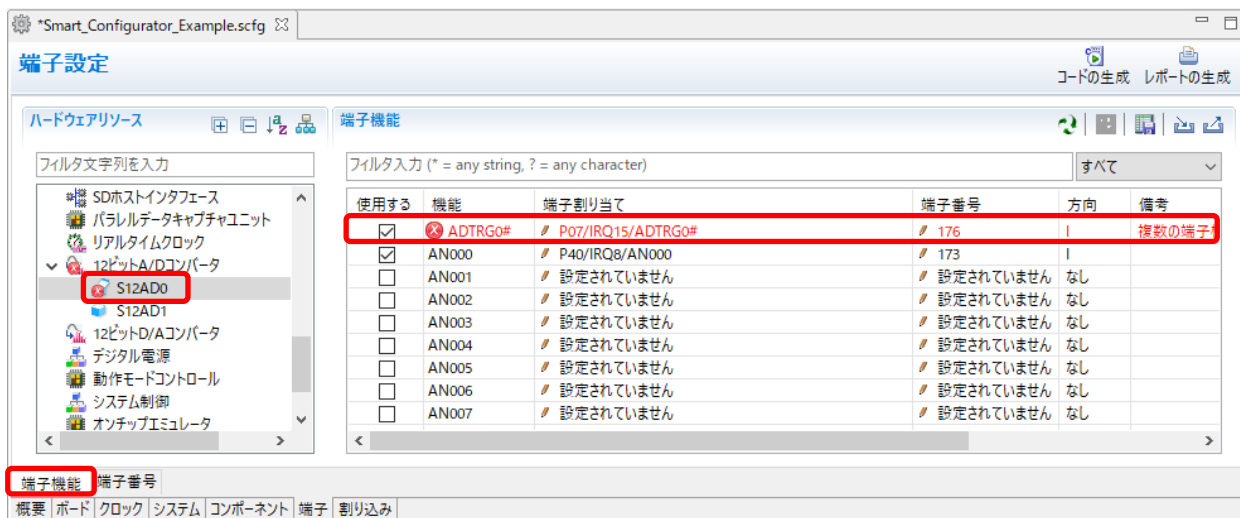 *Smart_Configurator_Example.scfg
端子設定
コードの生成 レポートの生成
ハードウェアリソース
端子機能
フィルタ文字列を入力
フィルタ入力 (* = any string, ? = any character)
すべて
SDホストインタフェース
パラレルデータキャプチャユニット
リアルタイムクロック
12ビットA/Dコンバータ
S12AD0
S12AD1
12ビットD/Aコンバータ
デジタル電源
動作モードコントロール
システム制御
オンチップエミュレータ
使用する 機能 端子割り当て 端子番号 方向 備考
ADTRG0# P07/IRQ15/ADTRG0# 176 I 複数の端子
AN000 P40/IRQ8/AN000 173 I
AN001 設定されていません 設定されていません なし
AN002 設定されていません 設定されていません なし
AN003 設定されていません 設定されていません なし
AN004 設定されていません 設定されていません なし
AN005 設定されていません 設定されていません なし
AN006 設定されていません 設定されていません なし
AN007 設定されていません 設定されていません なし
端子機能 端子番号
概要 ボード クロック システム コンポーネント 端子 割り込み